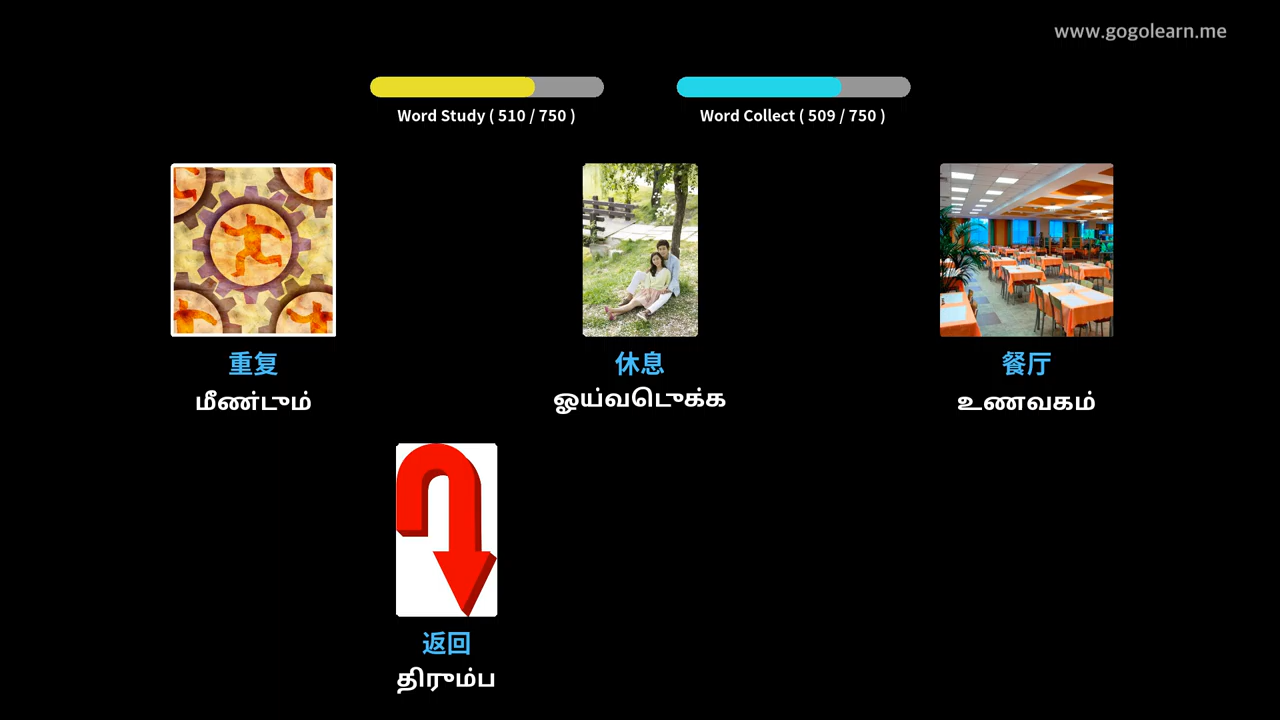 www.gogolearn.me
Word Study ( 510 / 750 )
Word Collect ( 509 / 750 )
重复
休息
餐厅
மீண்டும்
ஓய்வெடுக்க
உணவகம்
返回
திரும்ப